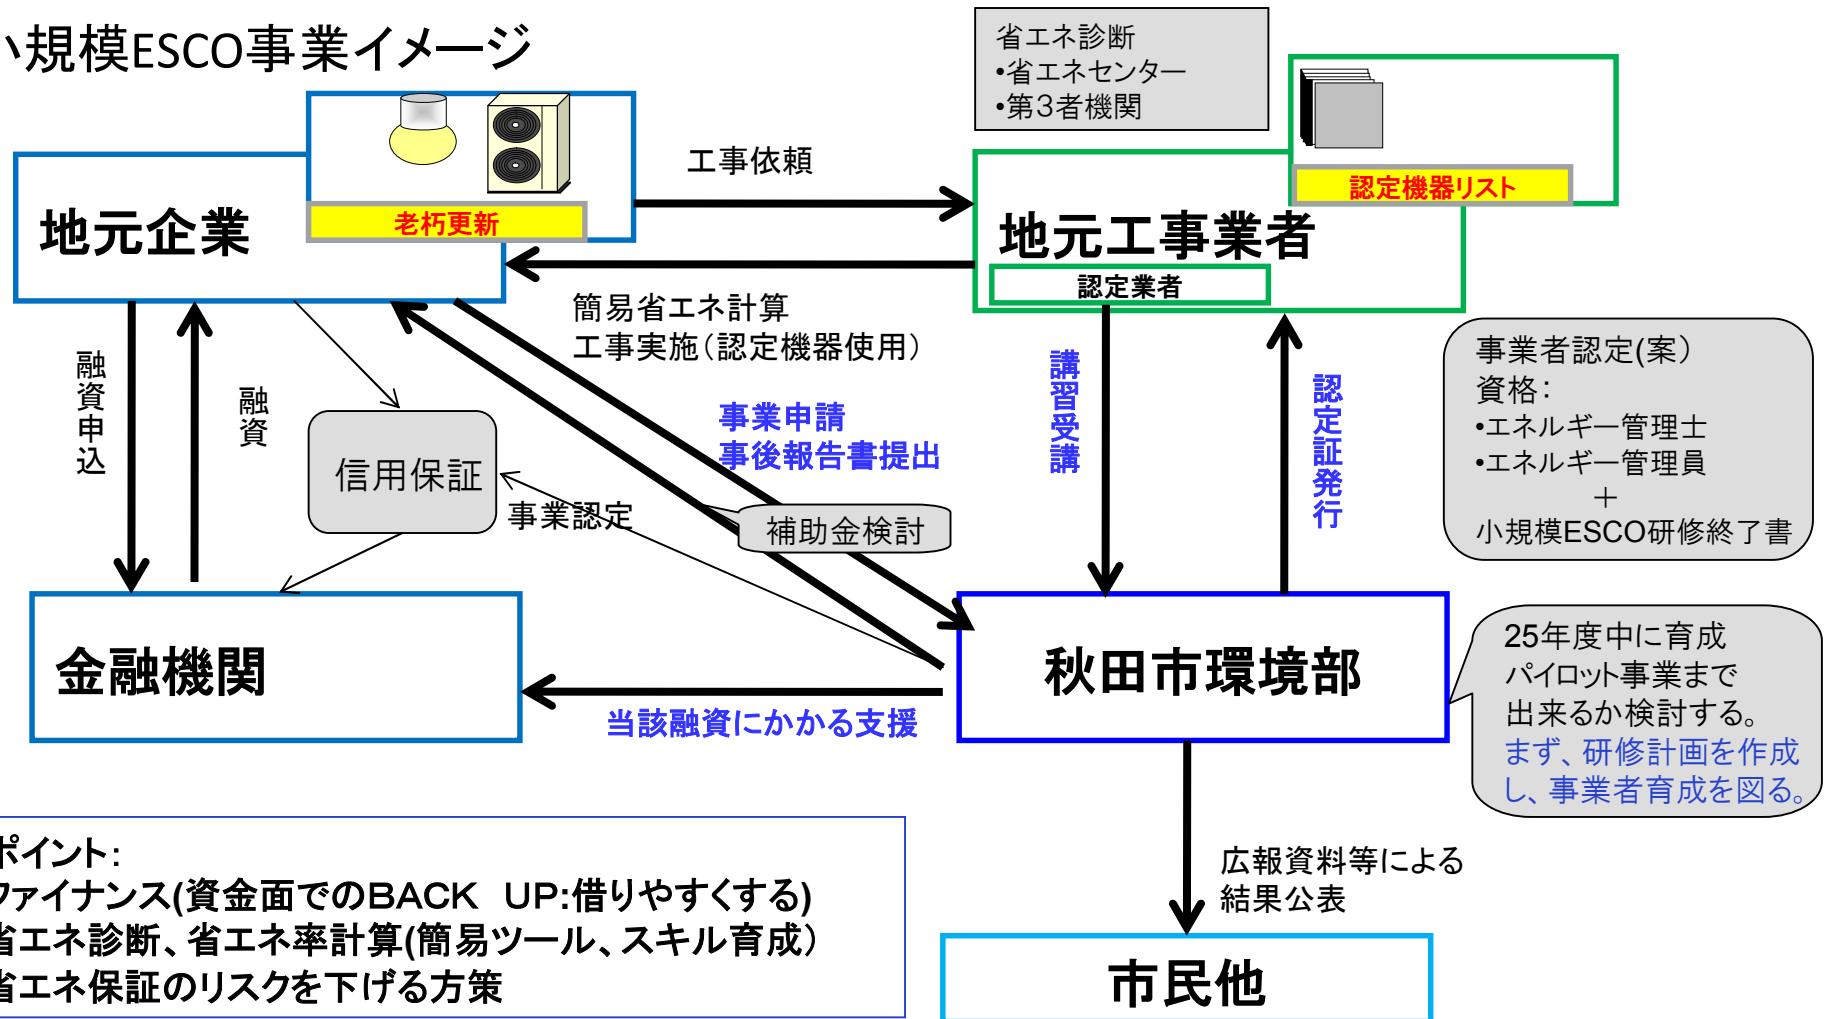 小規模ESCO事業イメージ
省エネ診断
•省エネセンター
•第3者機関
老朽更新
地元企業
工事依頼
認定機器リスト
地元工事業者
認定業者
簡易省エネ計算
工事実施（認定機器使用）
融資申込
融資
信用保証
事業認定
事業申請
事後報告書提出
補助金検討
講習受講
認定証発行
事業者認定(案）
資格：
•エネルギー管理士
•エネルギー管理員
＋
小規模ESCO研修終了書
金融機関
当該融資にかかる支援
秋田市環境部
25年度中に育成
パイロット事業まで
出来るか検討する。
まず、研修計画を作成
し、事業者育成を図る。
ポイント：
ファイナンス(資金面でのBACK　UP:借りやすくする)
省エネ診断、省エネ率計算(簡易ツール、スキル育成）
省エネ保証のリスクを下げる方策
広報資料等による
結果公表
市民他